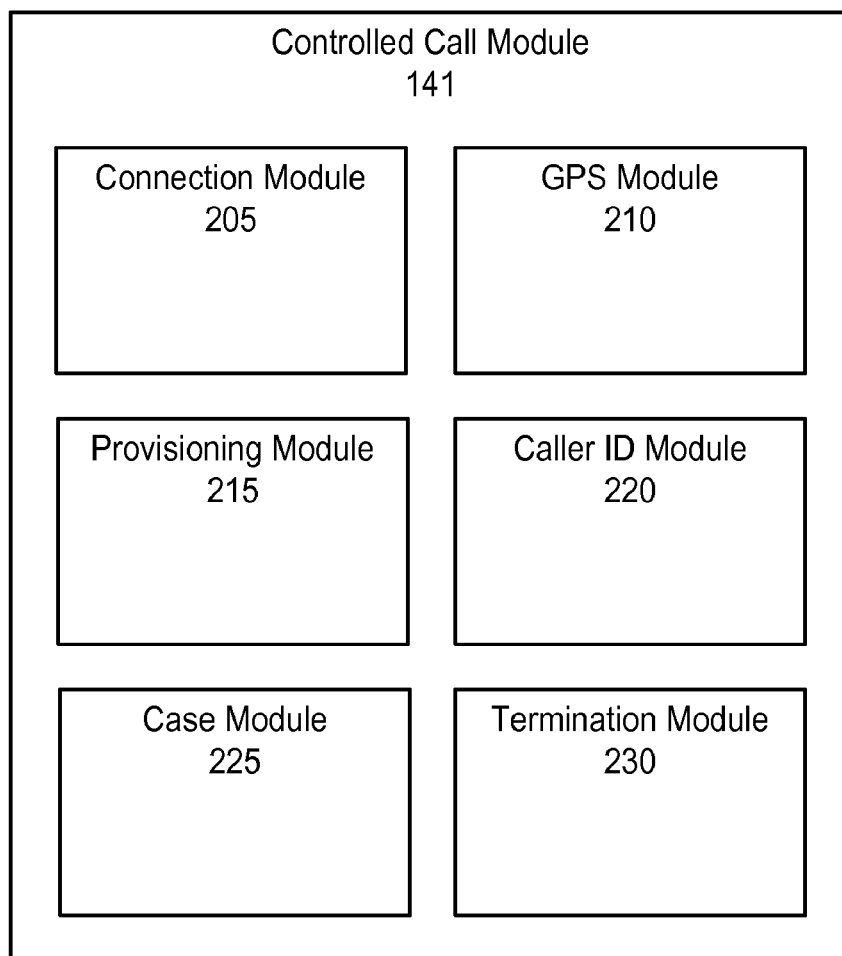 Controlled Call Module
141
Connection Module
205
GPS Module
210
Provisioning Module
215
Caller ID Module
220
Case Module
225
Termination Module
230